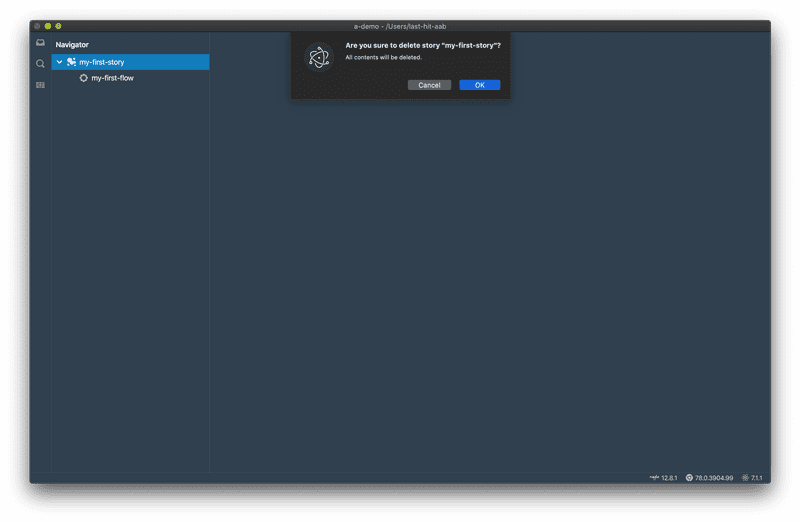 a-demo - /Users/last-hit-aab
Navigator
my-first-story
my-first-flow
Are you sure to delete story "my-first-story"?
All contents will be deleted.
Cancel
OK
12.8.1
78.0.3904.99
7.1.1